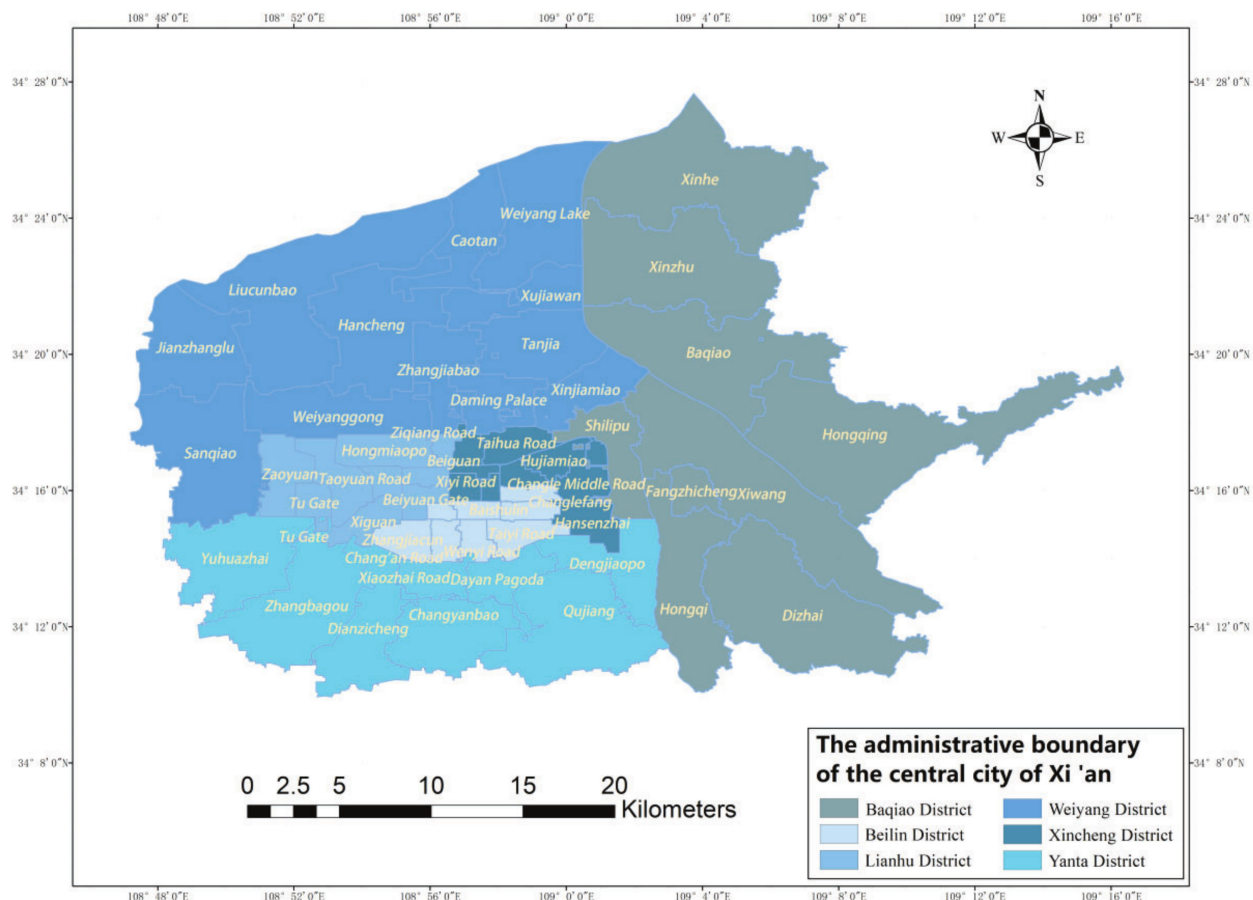 108° 48′0″E 108° 52′0″E 108° 56′0″E 109° 0′0″E 109° 4′0″E 109° 8′0″E 109° 12′0″E 109° 16′0″E
34° 28′0″N 34° 28′0″N
N
W E
S
Xinhe
34° 24′0″N Weiyang Lake 34° 24′0″N
Caotan
Xinzhu
Liucunbao Xujiawan
Hancheng
Jianzhanglu Tanjia Baqiao
34° 20′0″N 34° 20′0″N
Zhangjiabao
Xinjiamiao
Daming Palace
Weiyanggong Shilipu
Ziqiang Road Hongqing
Taihua Road
Sanqiao Hongmiaopo
Beiguan Hujiamiao
Zaoyuan Taoyuan Road Xiyi Road Changle Middle Road
34° 16′0″N Fangzhicheng Xiwang 34° 16′0″N
Tu Gate Beiyuan Gate Changlefang
Baishulin
Xiguan Hansenzhai
Tu Gate Zhangjiacun Taiyi Road
Yuhuazhai Chang'an Road Wenyi Road
Dengjiaopo
Xiaozhai Road Dayan Pagoda
Zhangbagou Changyanbao Qujiang Hongqi Dizhai
34° 12′0″N Dianzicheng 34° 12′0″N
34° 8′0″N 34° 8′0″N
The administrative boundary
of the central city of Xi 'an
Baqiao District Weiyang District
Beilin District Xincheng District
Lianhu District Yanta District
0 2.5 5 10 15 20
Kilometers
108° 48′0″E 108° 52′0″E 108° 56′0″E 109° 0′0″E 109° 4′0″E 109° 8′0″E 109° 12′0″E 109° 16′0″E